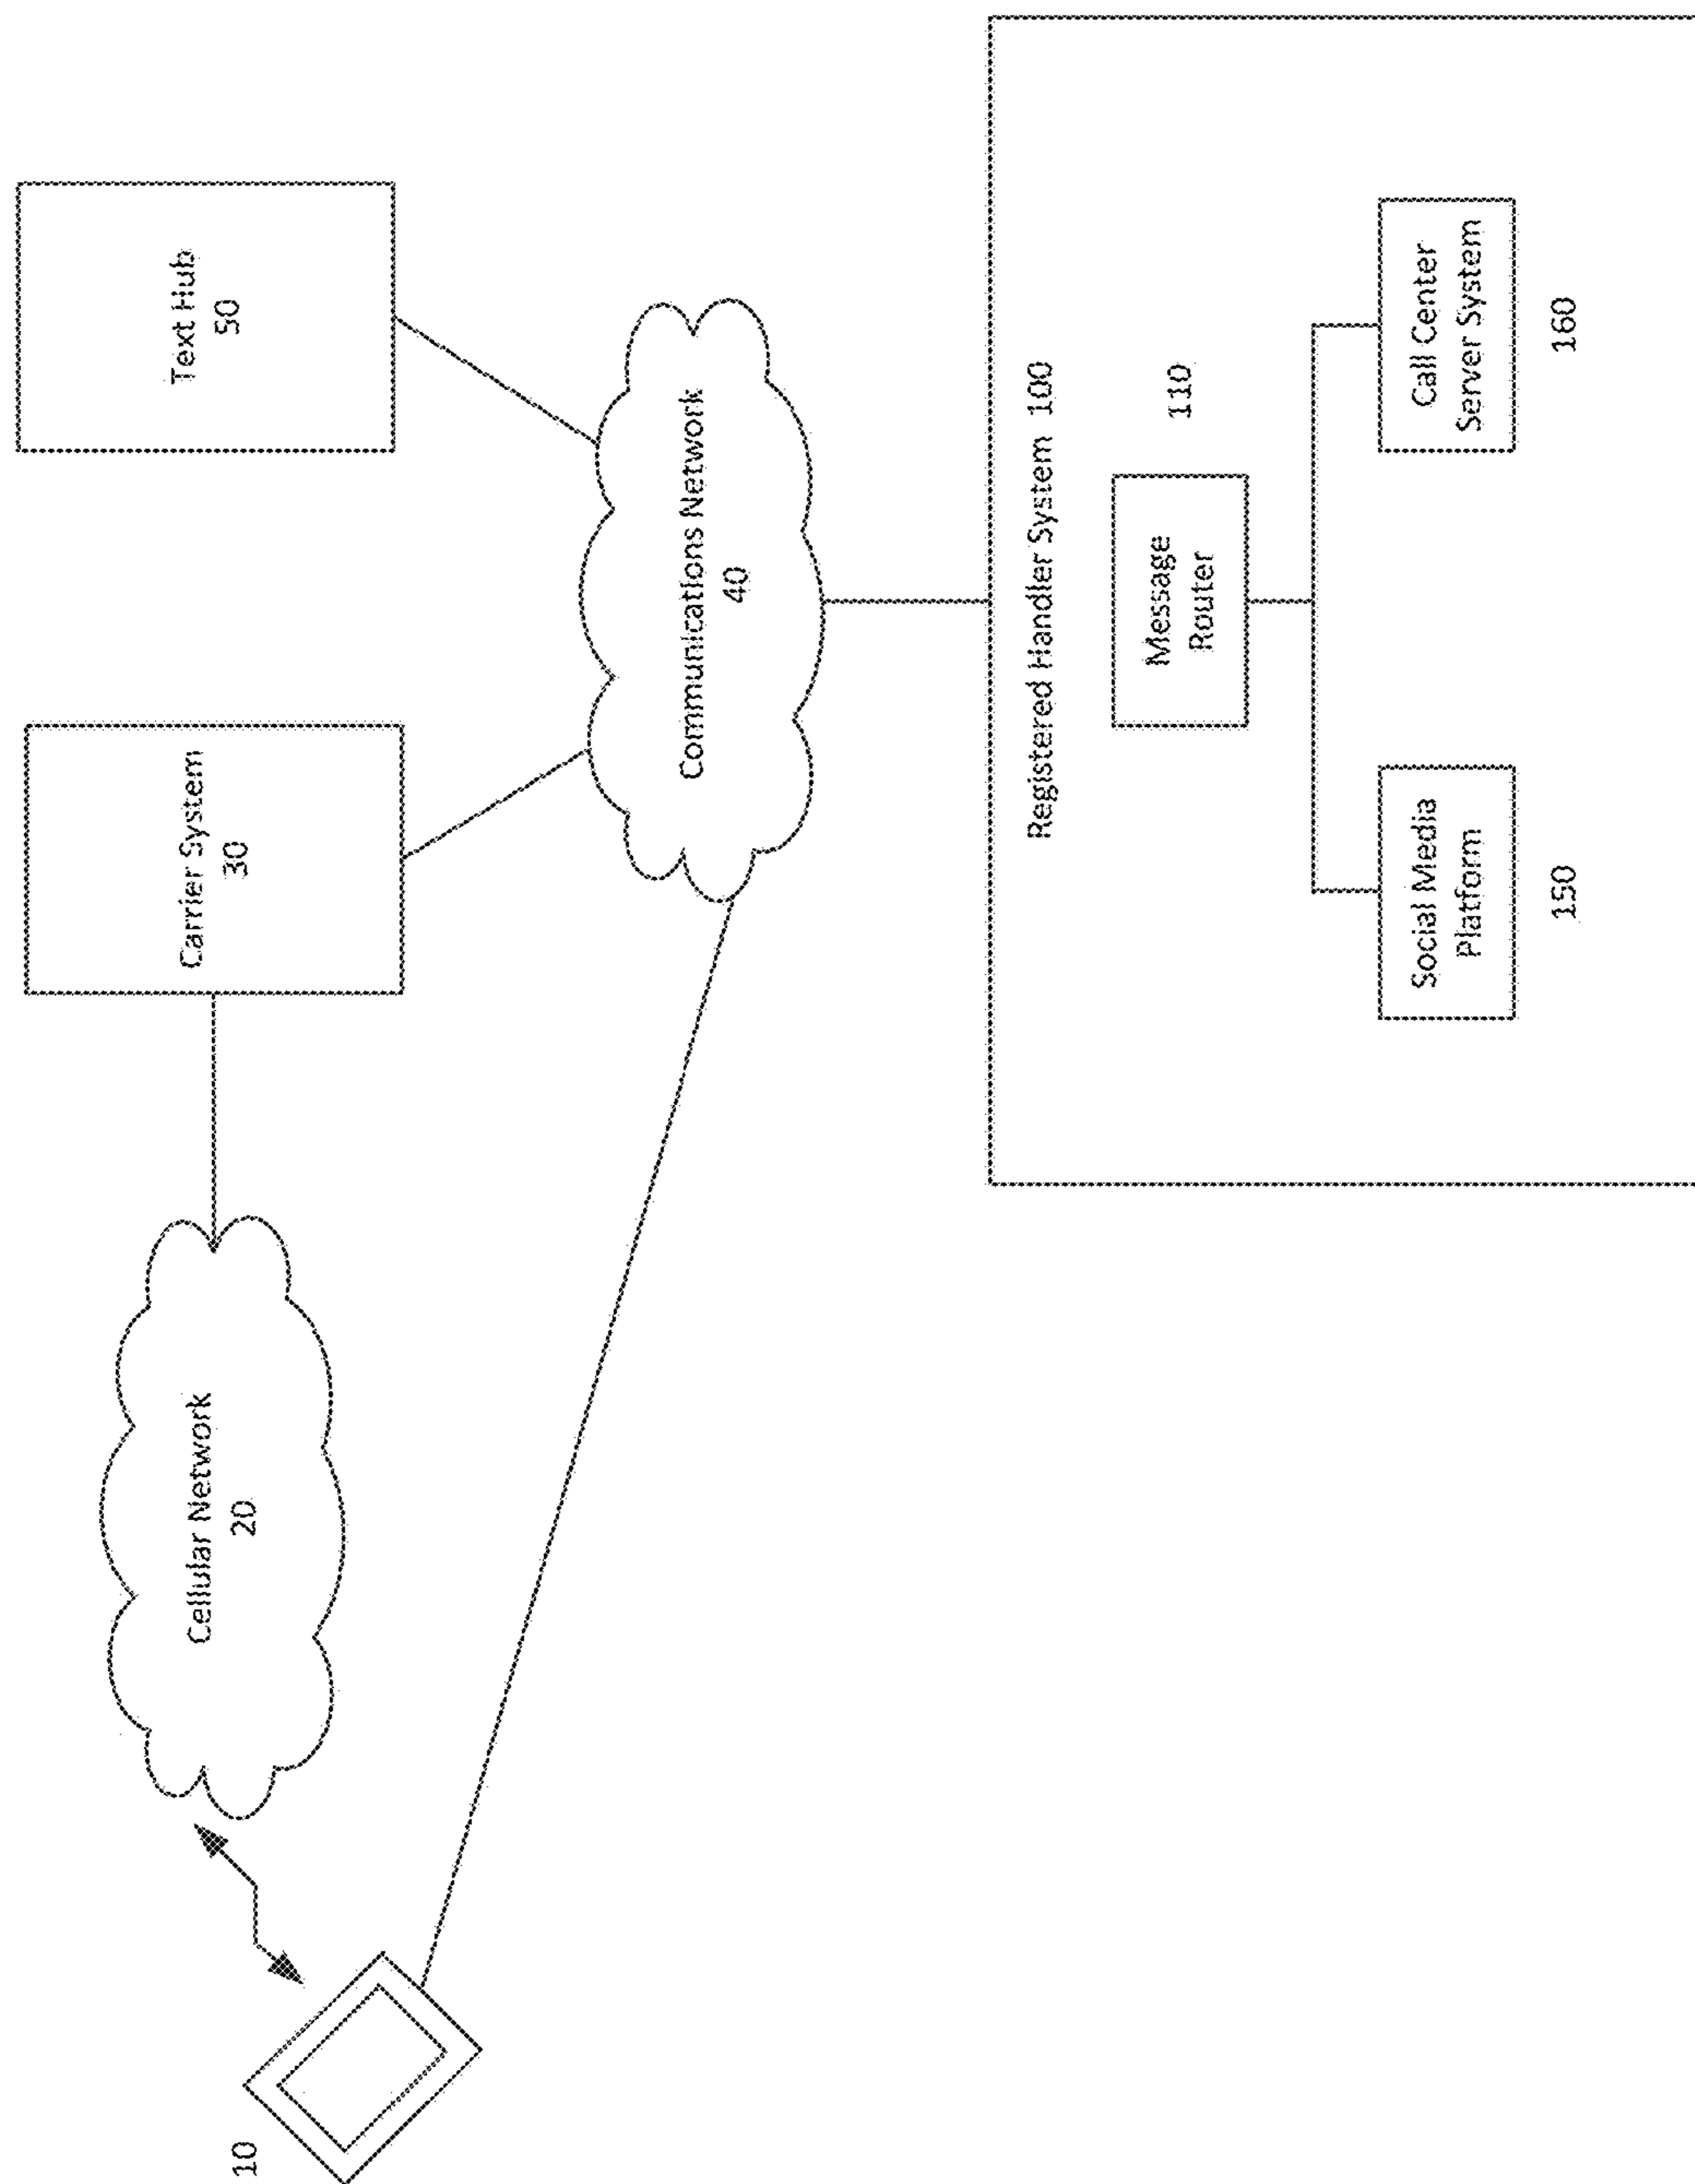 10
Cellular Network
20
Carrier System
30
Text Hub
50
Communications Network
40
Registered Handler System 100
Message
Router
110
Social Media
Platform
150
Call Center
Server System
160